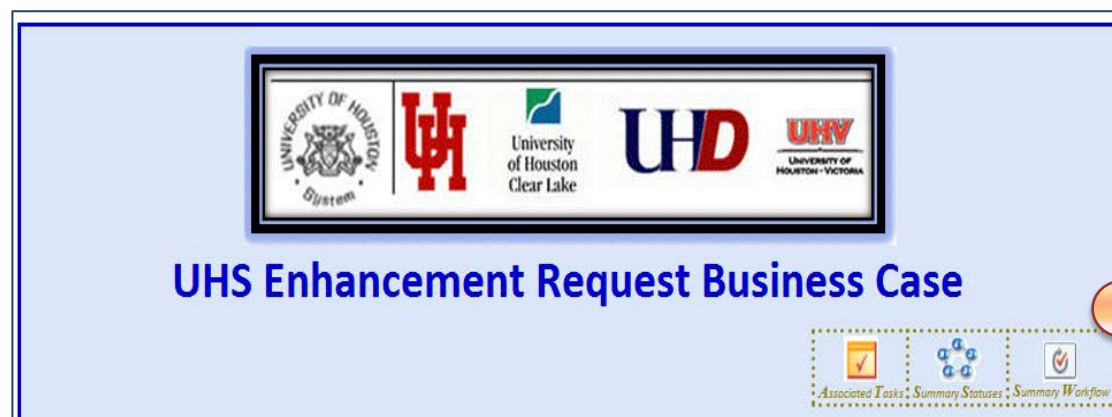 UNIVERSITY OF HOUSTON
System
UH
University
of Houston
Clear Lake
UHD
UHV
UNIVERSITY OF
HOUSTON - VICTORIA
UHS Enhancement Request Business Case
Associated Tasks
Summary Statuses
Summary Workflow